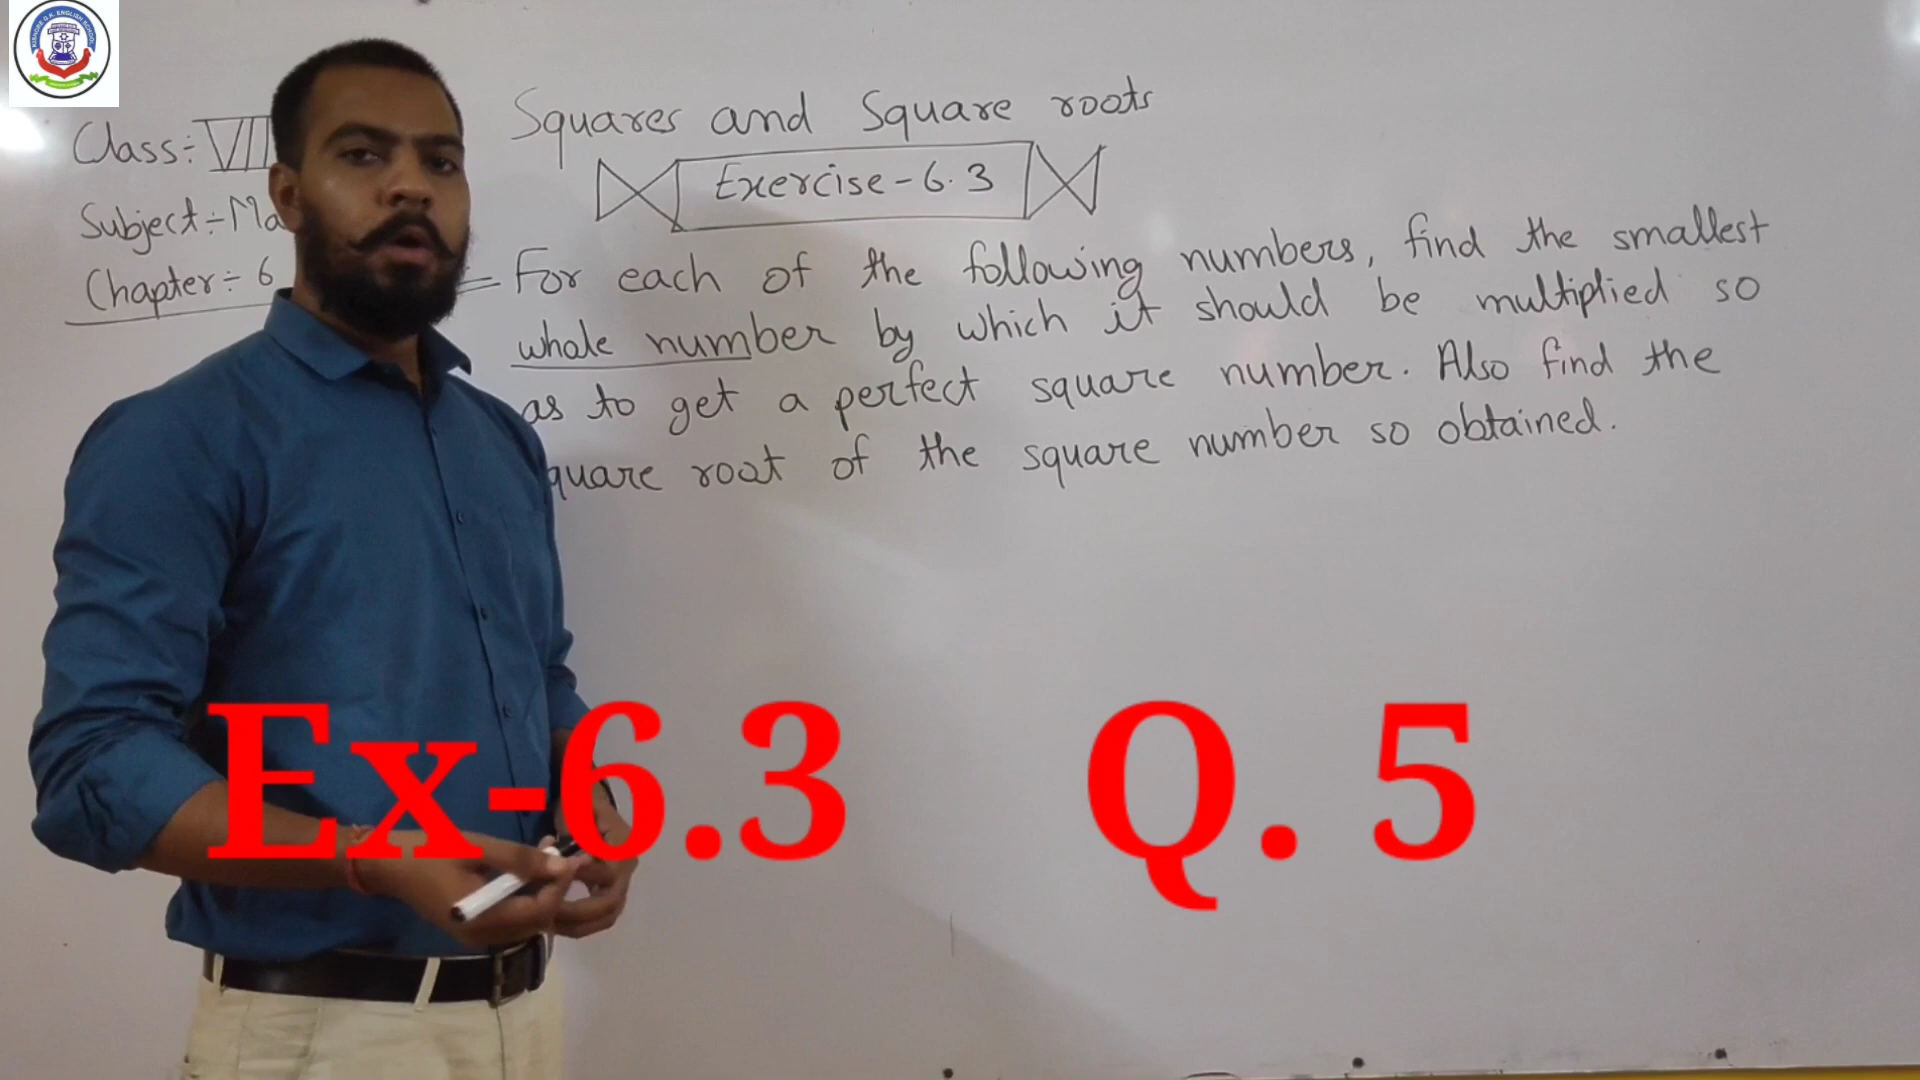 Class:- VII
Subject:- Ma
Chapter:- 6
Squares and Square roots
Exercise-6.3
For each of the following numbers, find the smallest
whole number by which it should be multiplied so
as to get a perfect square number. Also find the
quare root of the square number so obtained.
Ex-6.3 Q. 5